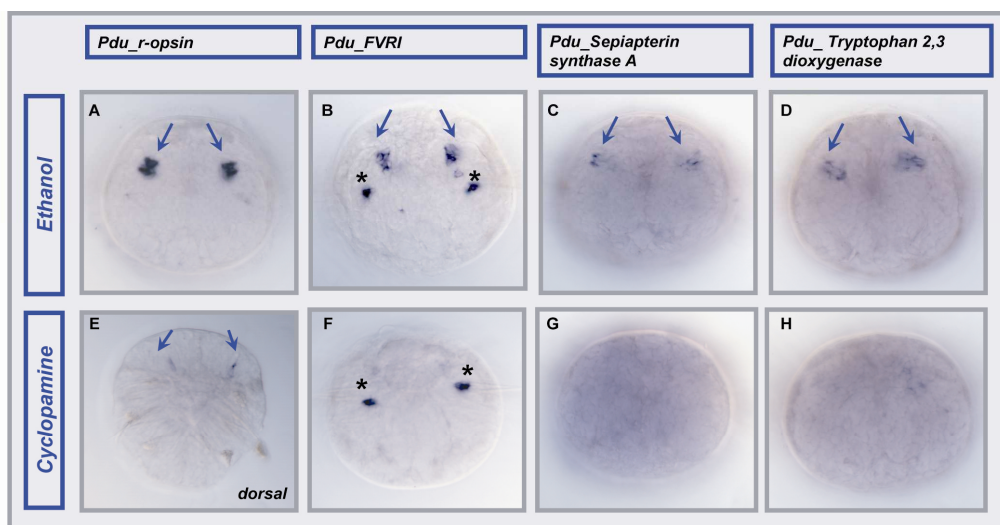 Pdu_r-opsin
Pdu_FVRI
Pdu_Sepiapterin
synthase A
Pdu_ Tryptophan 2,3
dioxygenase
Ethanol
A
B
*
*
C
D
Cyclopamine
E
dorsal
F
*
*
G
H